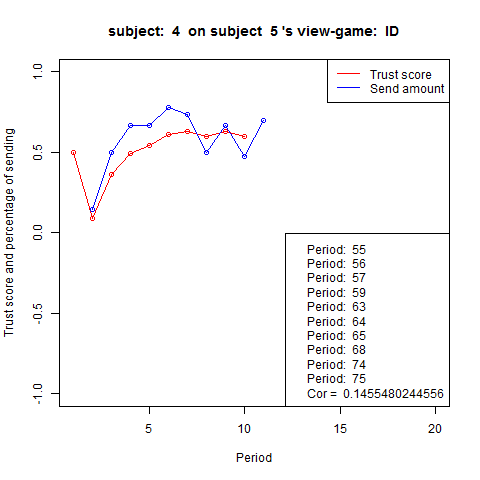 subject: 4 on subject 5 's view-game: ID
Trust score and percentage of sending
1.0
0.5
0.0
-0.5
-1.0
Trust score
Send amount
Period: 55
Period: 56
Period: 57
Period: 59
Period: 63
Period: 64
Period: 65
Period: 68
Period: 74
Period: 75
Cor = 0.1455480244556
5
10
15
20
Period